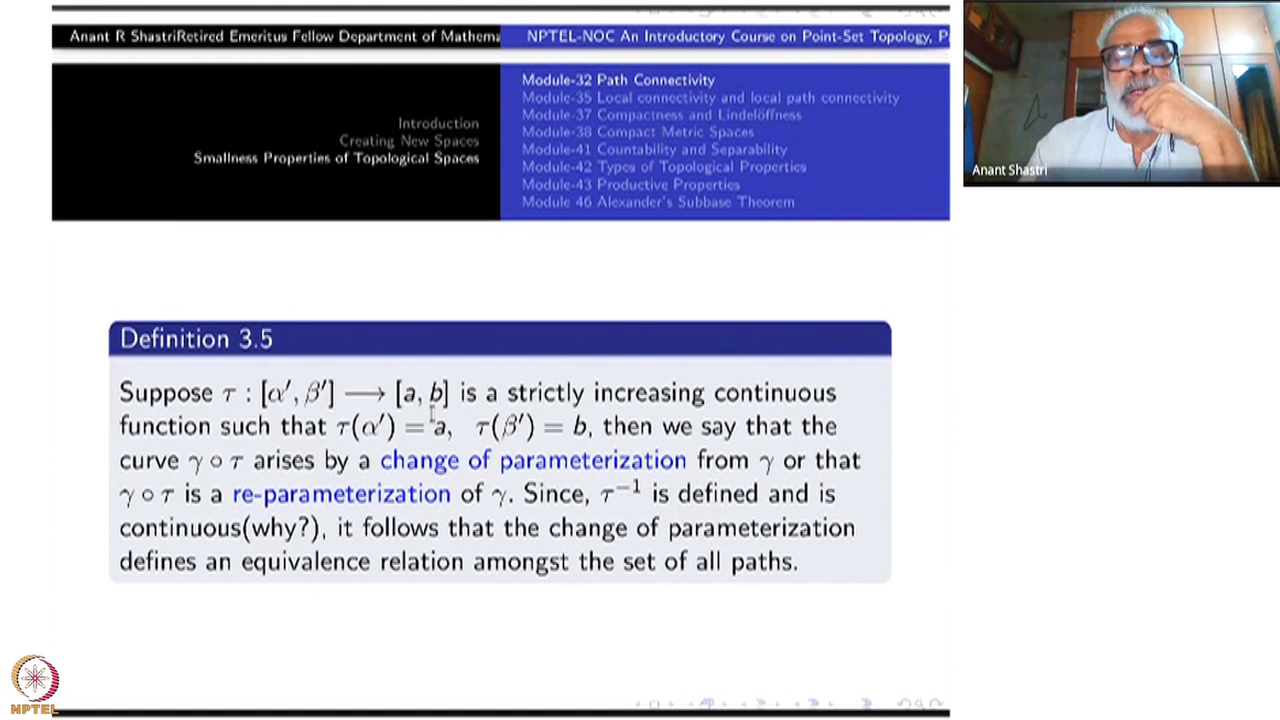 Anant R ShastriRetired Emeritus Fellow Department of Mathema
NPTEL-NOC An Introductory Course on Point-Set Topology, P
Introduction
Creating New Spaces
Smallness Properties of Topological Spaces
Module-32 Path Connectivity
Module-35 Local connectivity and local path connectivity
Module-37 Compactness and Lindelöffness
Module-38 Compact Metric Spaces
Module-41 Countability and Separability
Module-42 Types of Topological Properties
Module-43 Productive Properties
Module 46 Alexander's Subbase Theorem
Anant Shastri
Definition 3.5
Suppose τ : [α′, β′] ⟶ [a, b] is a strictly increasing continuous
function such that τ(α′) = a, τ(β′) = b, then we say that the
curve γ ∘ τ arises by a change of parameterization from γ or that
γ ∘ τ is a re-parameterization of γ. Since, τ⁻¹ is defined and is
continuous(why?), it follows that the change of parameterization
defines an equivalence relation amongst the set of all paths.
NPTEL